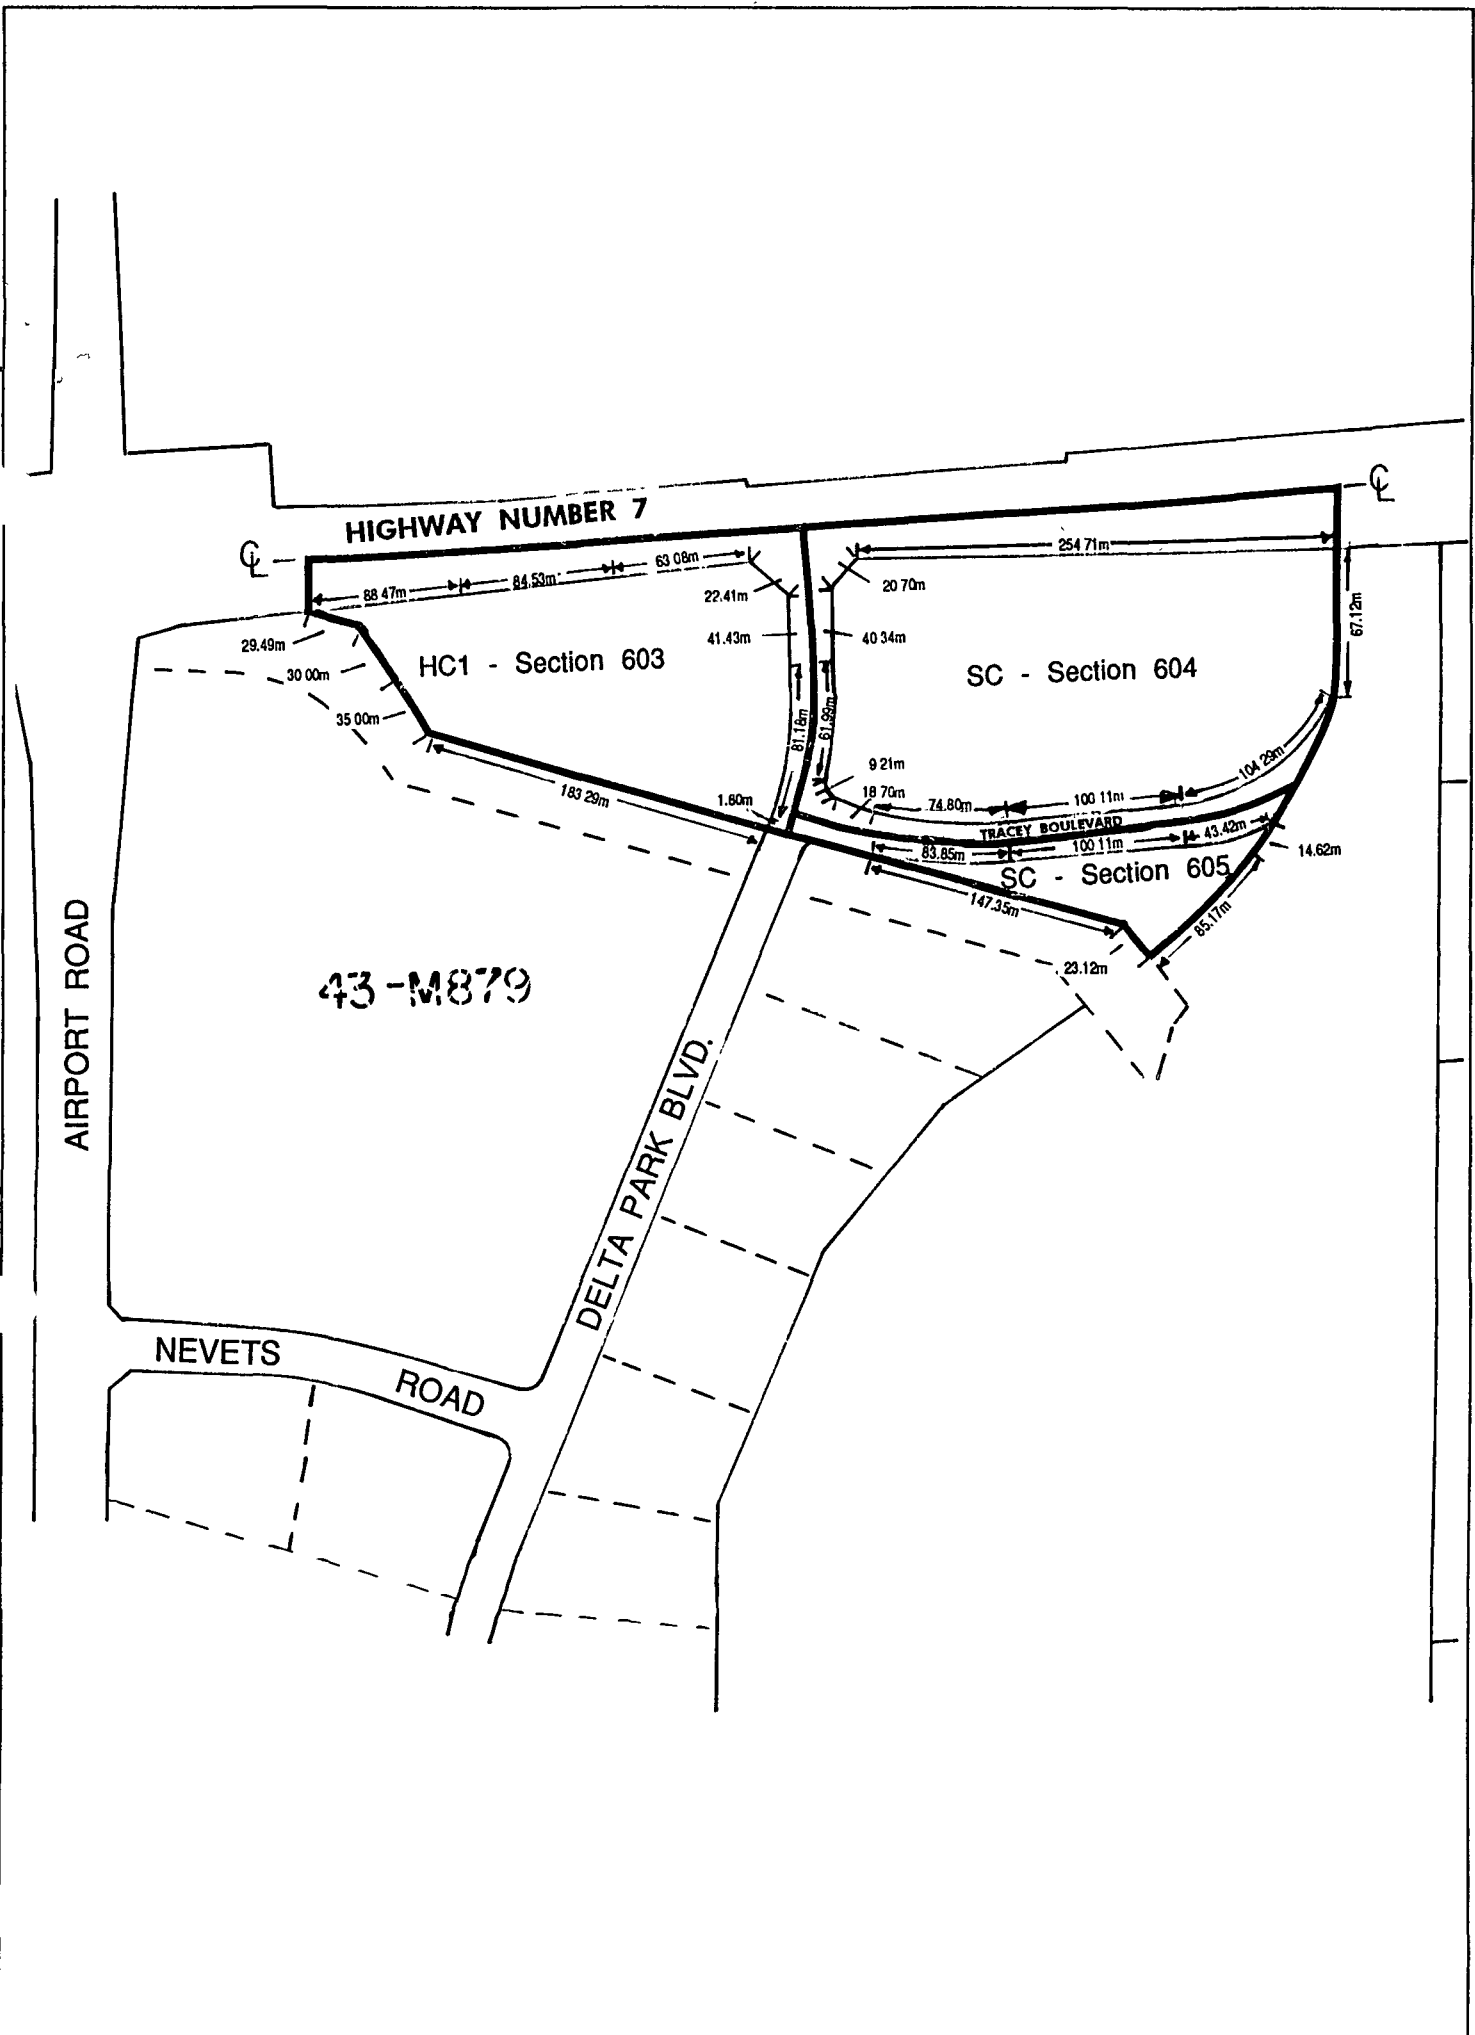 HIGHWAY NUMBER 7
℄
℄
254 71m
63 08m
84.53m
88 47m
22.41m
20 70m
67.12m
41.43m
40 34m
29.49m
30 00m
35 00m
HC1 - Section 603
SC - Section 604
81.18m
61.99m
9 21m
18 70m
74.80m
100 11m
104 29m
183 29m
1.60m
TRACEY BOULEVARD
83.85m
100 11m
43.42m
14.62m
SC - Section 605
147.35m
85.17m
23.12m
43-M879
AIRPORT ROAD
DELTA PARK BLVD.
NEVETS
ROAD